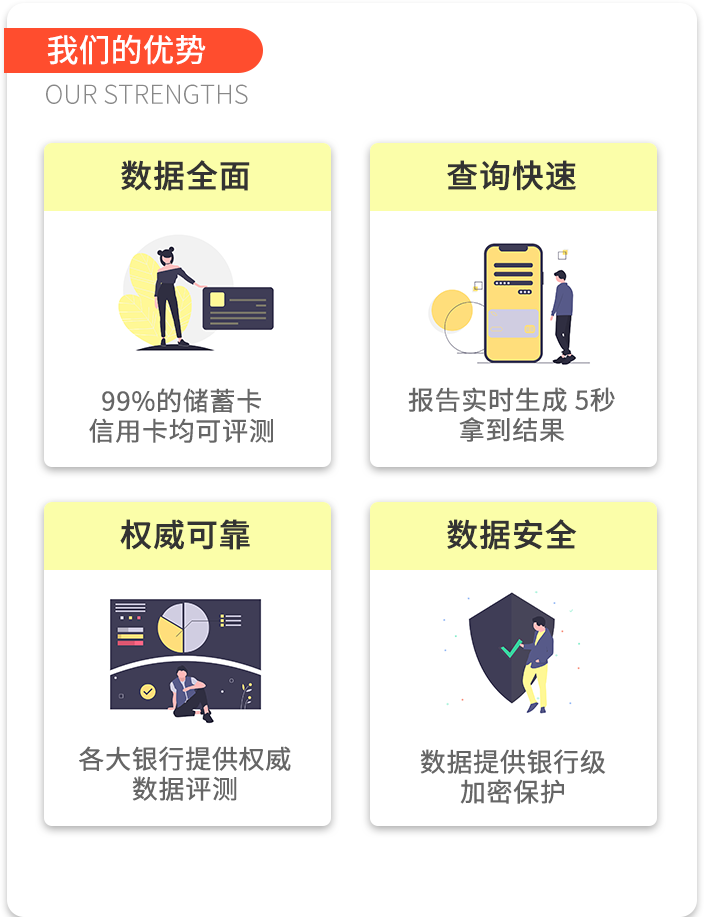 我们的优势
OUR STRENGTHS
数据全面
99%的储蓄卡
信用卡均可评测
查询快速
报告实时生成 5秒
拿到结果
权威可靠
各大银行提供权威
数据评测
数据安全
数据提供银行级
加密保护